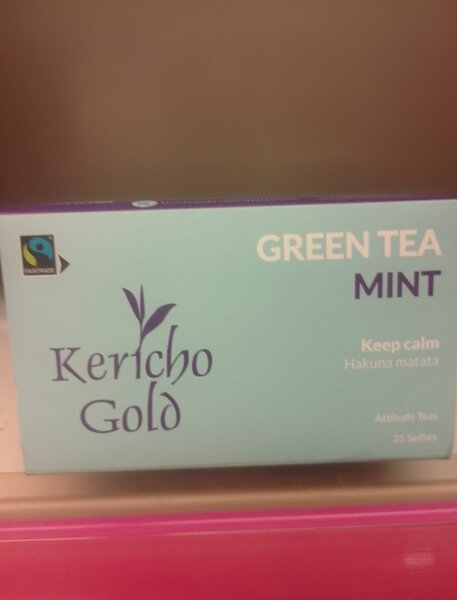 FAIRTRADE
GREEN TEA
MINT
Kericho
Gold
Keep calm
Hakuna matata
Attitude Teas
25 Selfies